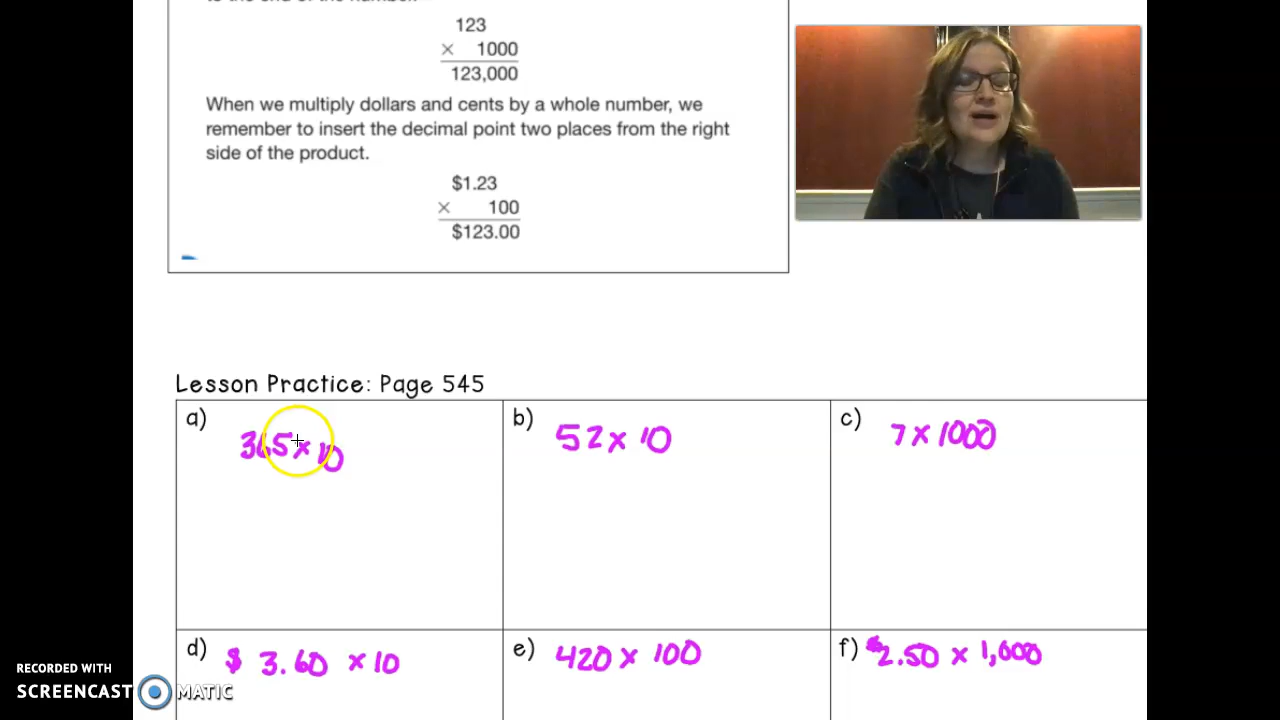 123
× 1000
123,000
When we multiply dollars and cents by a whole number, we
remember to insert the decimal point two places from the right
side of the product.
$1.23
× 100
$123.00
Lesson Practice: Page 545
a) 365 x 10
b) 52 x 10
c) 7 x 1000
d) $ 3.60 x 10
e) 420 x 100
f) $2.50 x 1,000
RECORDED WITH
SCREENCAST MATIC